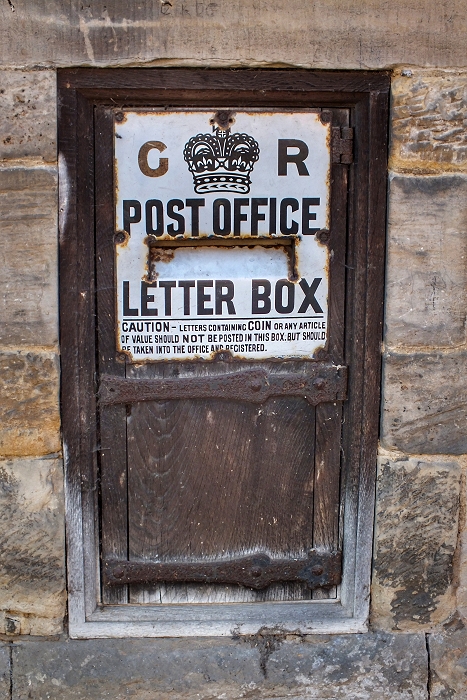 G R
POST OFFICE
LETTER BOX
CAUTION - LETTERS CONTAINING COIN OR ANY ARTICLE
OF VALUE SHOULD NOT BE POSTED IN THIS BOX. BUT SHOULD
BE TAKEN INTO THE OFFICE AND REGISTERED.